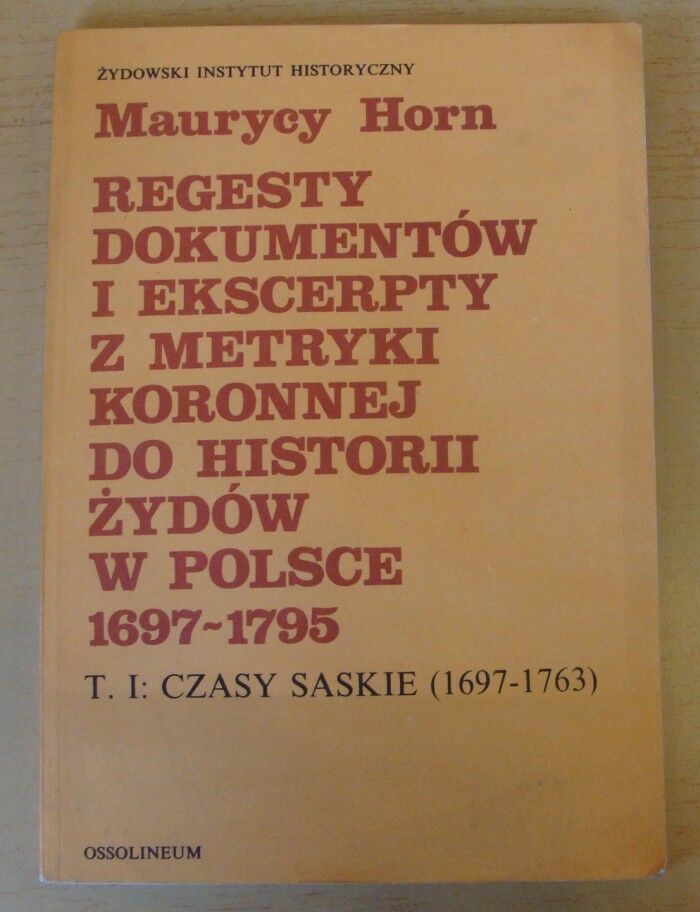 ŻYDOWSKI INSTYTUT HISTORYCZNY
Maurycy Horn
REGESTY
DOKUMENTÓW
I EKSCERPTY
Z METRYKI
KORONNEJ
DO HISTORII
ŻYDÓW
W POLSCE
1697~1795
T. I: CZASY SASKIE (1697-1763)
OSSOLINEUM